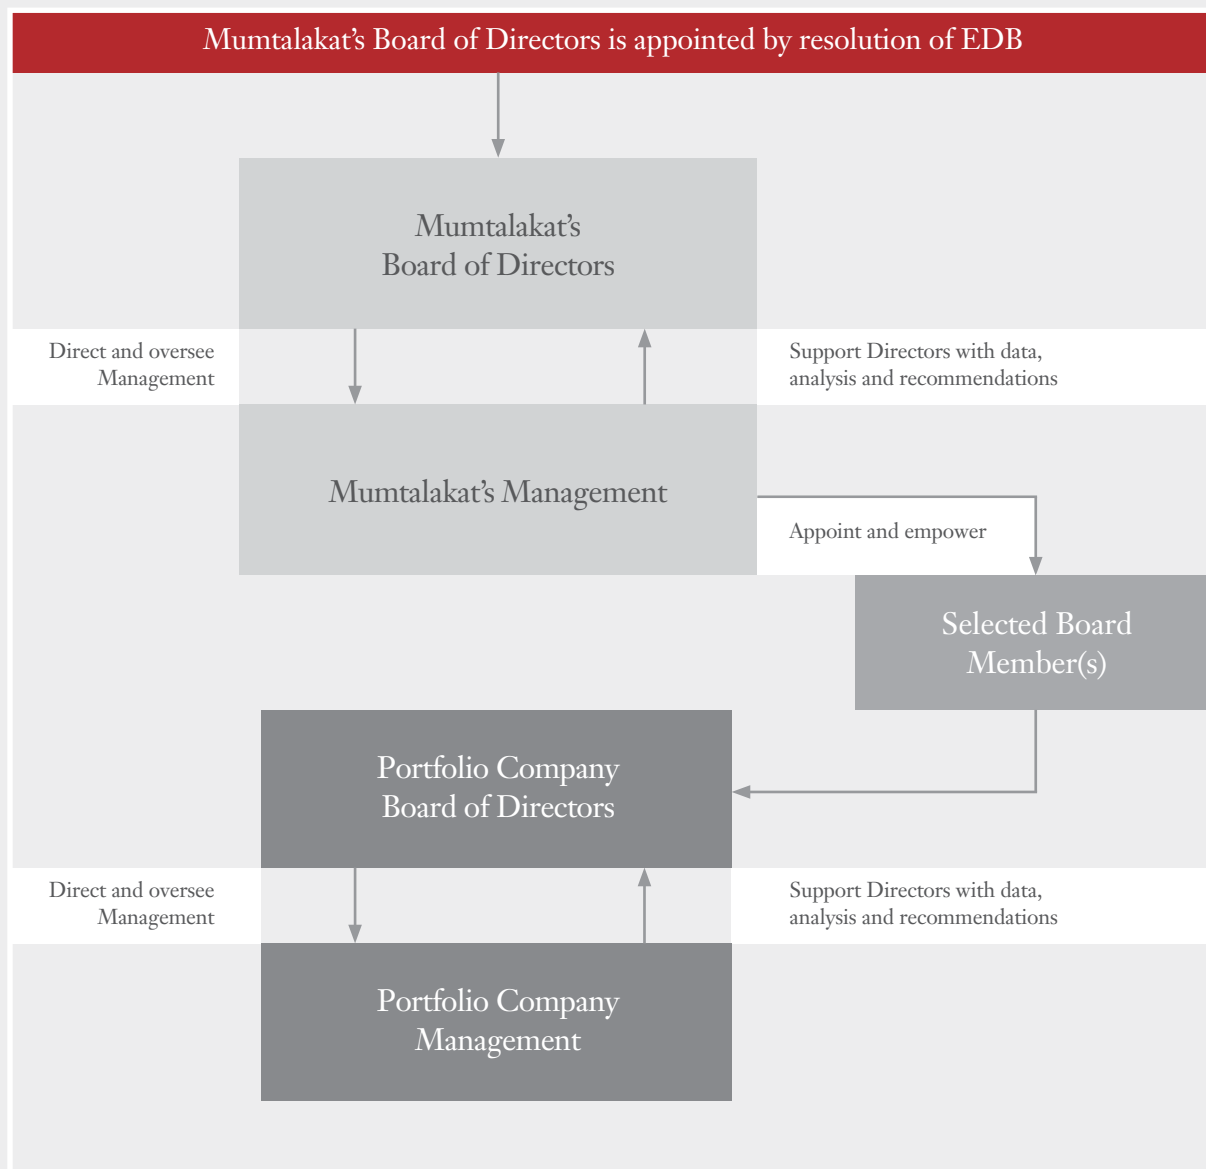 Mumtalakat’s Board of Directors is appointed by resolution of EDB
Mumtalakat’s
Board of Directors
Direct and oversee
Management
Support Directors with data,
analysis and recommendations
Mumtalakat’s Management
Appoint and empower
Selected Board
Member(s)
Portfolio Company
Board of Directors
Direct and oversee
Management
Support Directors with data,
analysis and recommendations
Portfolio Company
Management